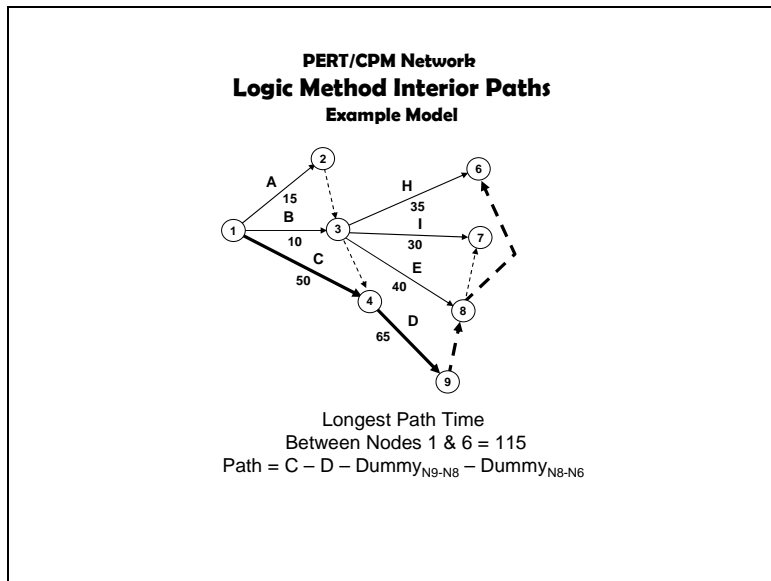 PERT/CPM Network
Logic Method Interior Paths
Example Model
2
6
A
H
15
35
B
I
1
3
7
10
30
C
E
50
40
4
8
D
65
9
Longest Path Time
Between Nodes 1 & 6 = 115
Path = C – D – DummyN9-N8 – DummyN8-N6